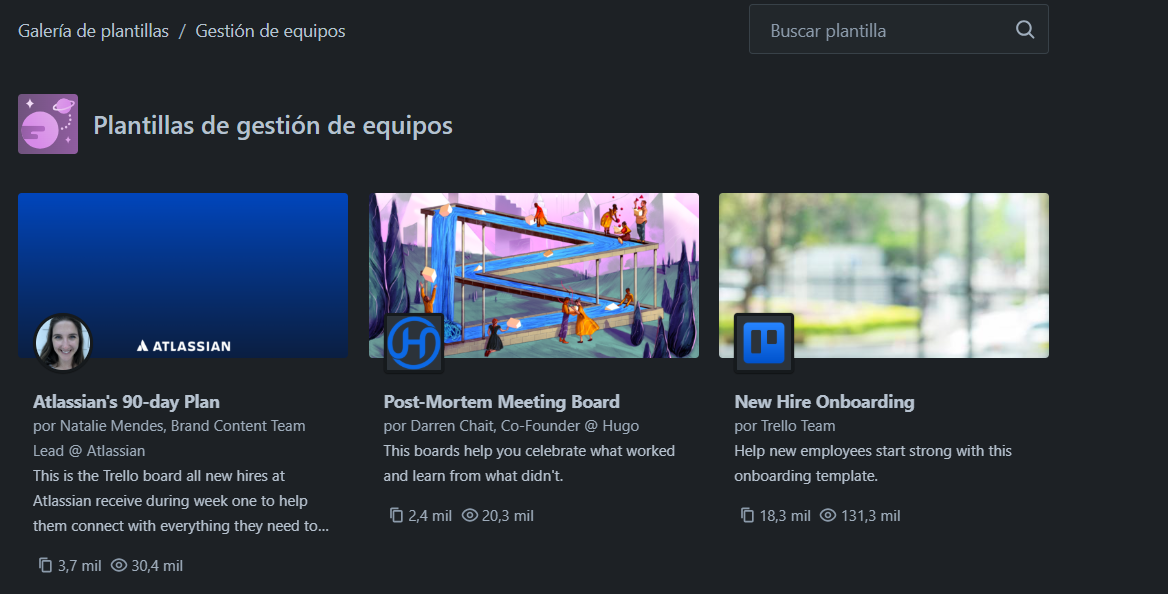 Galería de plantillas / Gestión de equipos
Buscar plantilla
Plantillas de gestión de equipos
ATLASSIAN
Atlassian's 90-day Plan
por Natalie Mendes, Brand Content Team
Lead @ Atlassian
This is the Trello board all new hires at
Atlassian receive during week one to help
them connect with everything they need to...
3,7 mil 30,4 mil
H
Post-Mortem Meeting Board
por Darren Chait, Co-Founder @ Hugo
This boards help you celebrate what worked
and learn from what didn't.
2,4 mil 20,3 mil
New Hire Onboarding
por Trello Team
Help new employees start strong with this
onboarding template.
18,3 mil 131,3 mil